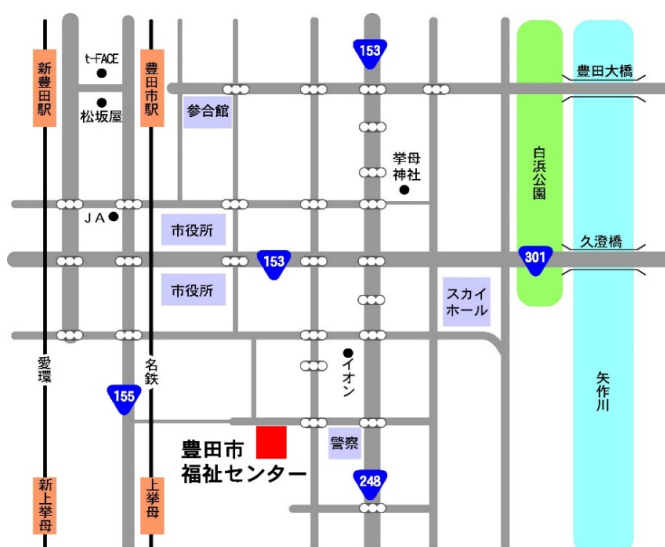 新豊田駅
t-FACE
松坂屋
豊田市駅
参合館
153
挙母
神社
白浜公園
豊田大橋
JA
市役所
久澄橋
153
301
市役所
スカイ
ホール
愛環
名鉄
イオン
155
矢作川
豊田市
福祉センター
警察
248
新上挙母
上挙母